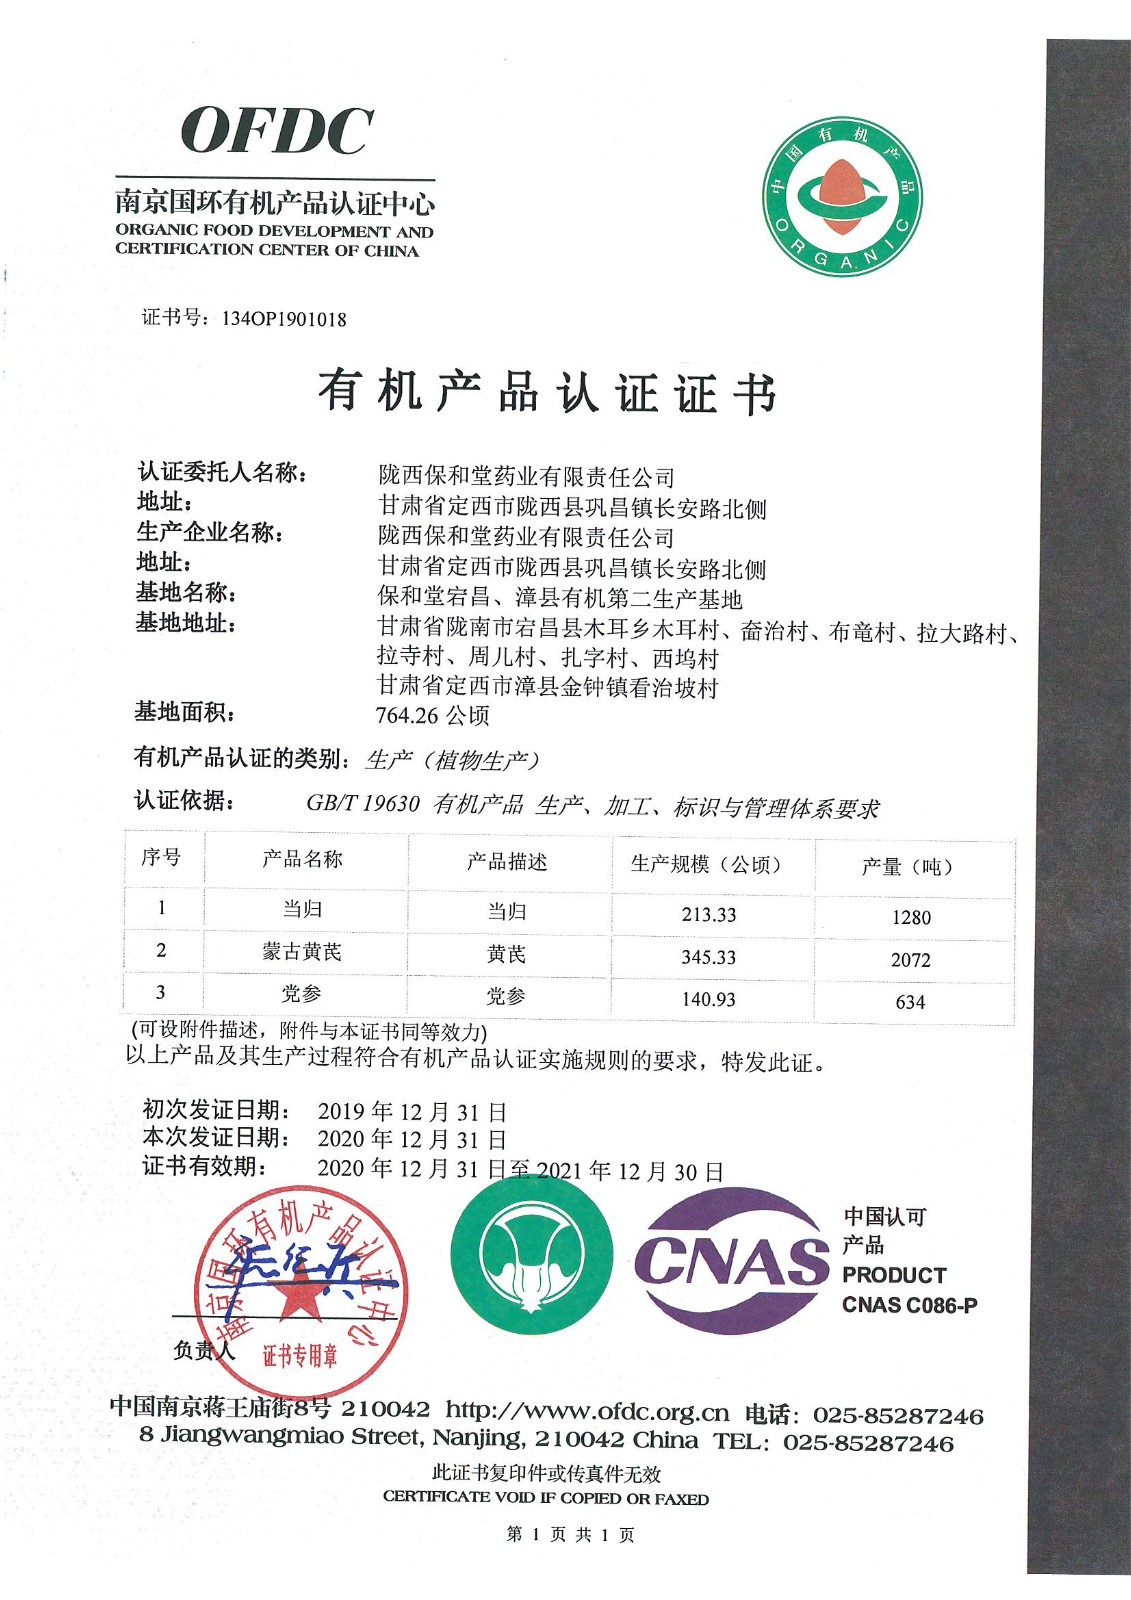 OFDC
南京国环有机产品认证中心
ORGANIC FOOD DEVELOPMENT AND
CERTIFICATION CENTER OF CHINA
中国有机产品
ORGANIC
证书号：134OP1901018
有机产品认证证书
认证委托人名称： 陇西保和堂药业有限责任公司
地址： 甘肃省定西市陇西县巩昌镇长安路北侧
生产企业名称： 陇西保和堂药业有限责任公司
地址： 甘肃省定西市陇西县巩昌镇长安路北侧
基地名称： 保和堂宕昌、漳县有机第二生产基地
基地地址： 甘肃省陇南市宕昌县木耳乡木耳村、奋治村、布竜村、拉大路村、
拉寺村、周儿村、扎字村、西坞村
甘肃省定西市漳县金钟镇看治坡村
基地面积： 764.26 公顷
有机产品认证的类别：生产（植物生产）
认证依据： GB/T 19630 有机产品 生产、加工、标识与管理体系要求
序号 产品名称 产品描述 生产规模（公顷） 产量（吨）
1 当归 当归 213.33 1280
2 蒙古黄芪 黄芪 345.33 2072
3 党参 党参 140.93 634
(可设附件描述，附件与本证书同等效力)
以上产品及其生产过程符合有机产品认证实施规则的要求，特发此证。
初次发证日期： 2019 年 12 月 31 日
本次发证日期： 2020 年 12 月 31 日
证书有效期： 2020 年 12 月 31 日至 2021 年 12 月 30 日
南京国环有机产品认证中心
证书专用章
负责人
CNAS
中国认可
产品
PRODUCT
CNAS C086-P
中国南京蒋王庙街8号 210042 http://www.ofdc.org.cn 电话：025-85287246
8 Jiangwangmiao Street, Nanjing, 210042 China TEL：025-85287246
此证书复印件或传真件无效
CERTIFICATE VOID IF COPIED OR FAXED
第 1 页 共 1 页